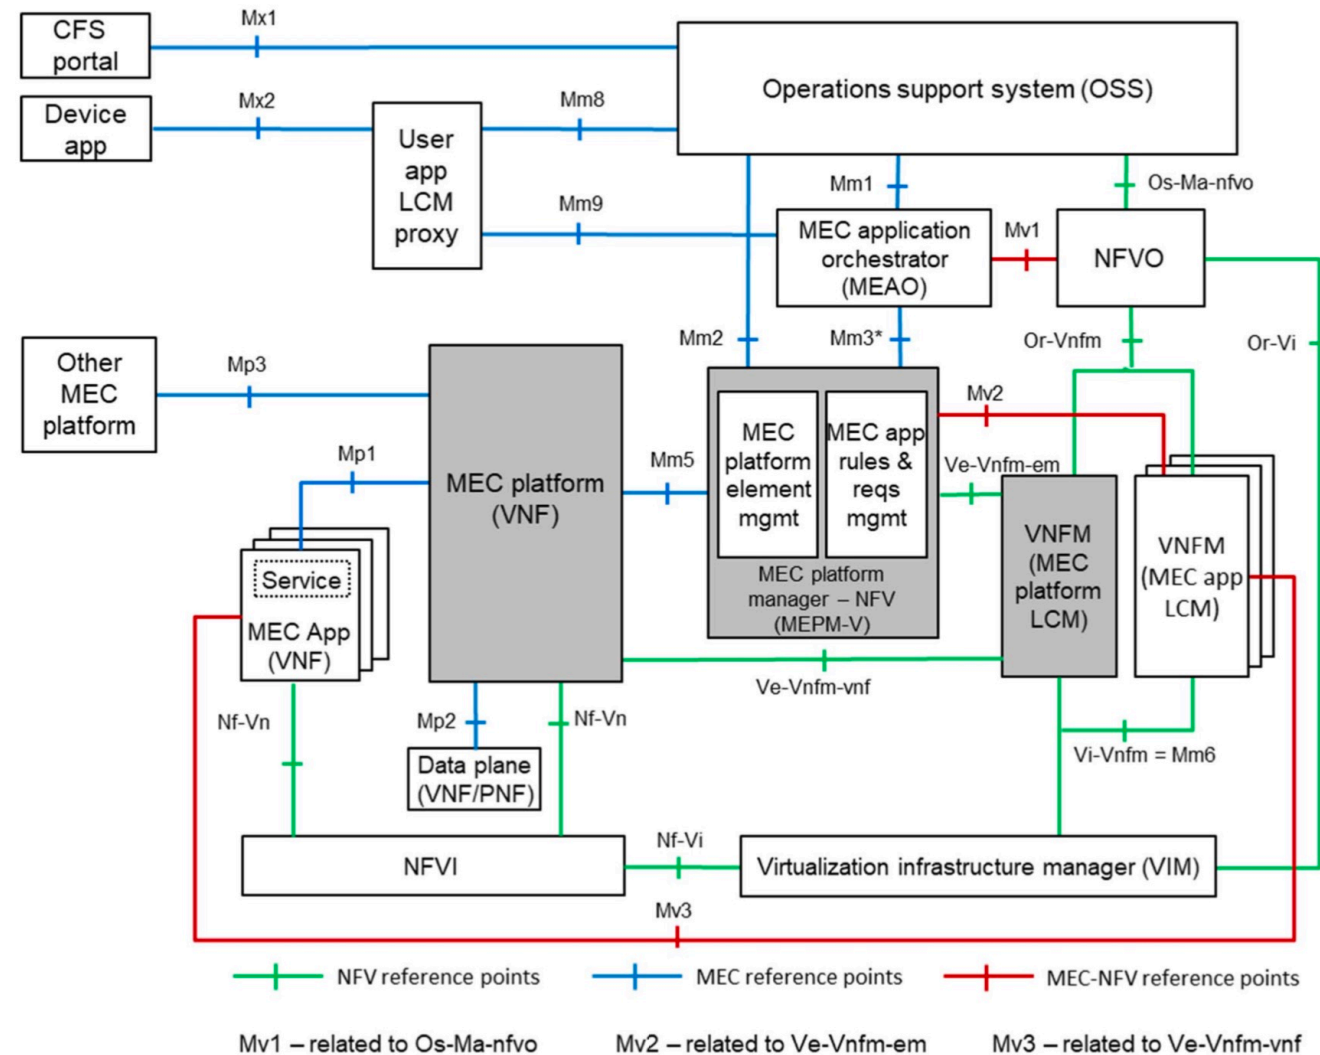 CFS
portal
Mx1
Operations support system (OSS)
Device
app
Mx2
User
app
LCM
proxy
Mm8
Mm9
Mm1
Os-Ma-nfvo
MEC application
orchestrator
(MEAO)
Mv1
NFVO
Other
MEC
platform
Mp3
Mm2
Mm3*
Or-Vnfm
Or-Vi
Mp1
MEC platform
(VNF)
Mm5
MEC
platform
element
mgmt
MEC app
rules &
reqs
mgmt
MEC platform
manager – NFV
(MEPM-V)
Mv2
Ve-Vnfm-em
VNFM
(MEC
platform
LCM)
VNFM
(MEC app
LCM)
Service
MEC App
(VNF)
Ve-Vnfm-vnf
Nf-Vn
Mp2
Nf-Vn
Data plane
(VNF/PNF)
Vi-Vnfm = Mm6
NFVI
Nf-Vi
Virtualization infrastructure manager (VIM)
Mv3
NFV reference points
MEC reference points
MEC-NFV reference points
Mv1 – related to Os-Ma-nfvo
Mv2 – related to Ve-Vnfm-em
Mv3 – related to Ve-Vnfm-vnf